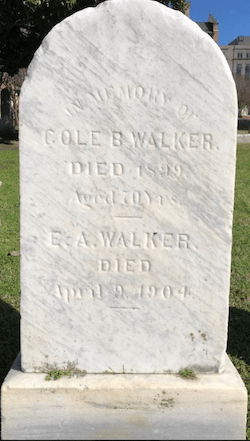 IN MEMORY OF
COLE B. WALKER.
DIED 1899.
Aged 70 Yrs.
E. A. WALKER.
DIED
April 9, 1904.